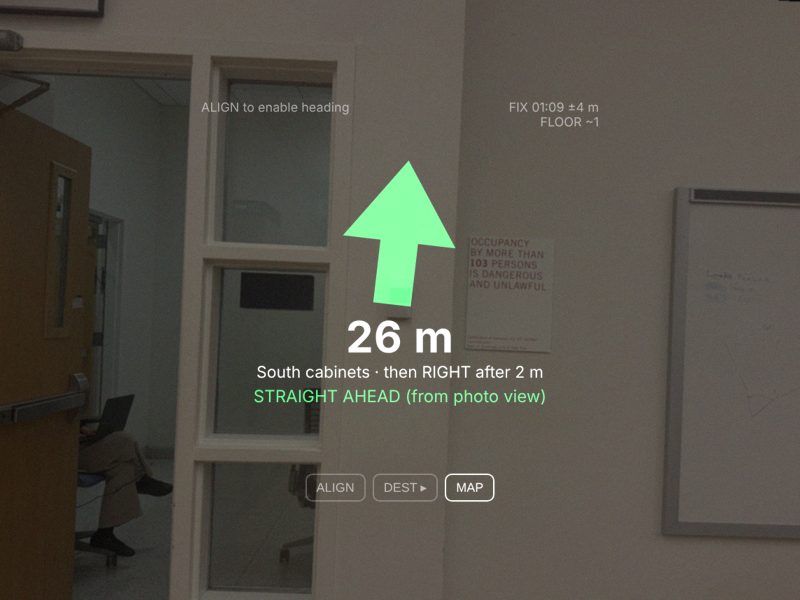 ALIGN to enable heading
FIX 01:09 ±4 m
FLOOR ~1
OCCUPANCY
BY MORE THAN
103 PERSONS
IS DANGEROUS
AND UNLAWFUL
26 m
South cabinets · then RIGHT after 2 m
STRAIGHT AHEAD (from photo view)
ALIGN
DEST ▸
MAP